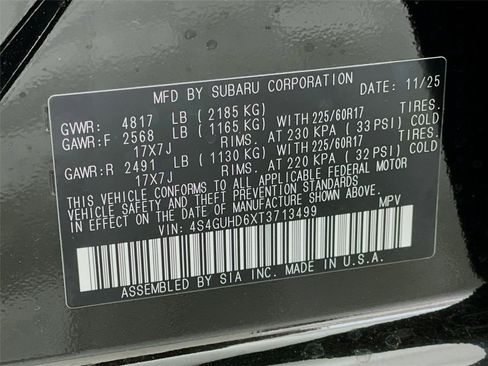 MFD BY SUBARU CORPORATION DATE: 11/25
GVWR: 4817 LB (2185 KG)
GAWR:F 2568 LB (1165 KG) WITH 225/60R17 TIRES.
17X7J RIMS. AT 230 KPA (33 PSI) COLD
GAWR:R 2491 LB (1130 KG) WITH 225/60R17 TIRES.
17X7J RIMS. AT 220 KPA (32 PSI) COLD
THIS VEHICLE CONFORMS TO ALL APPLICABLE FEDERAL MOTOR
VEHICLE SAFETY AND THEFT PREVENTION STANDARDS
IN EFFECT ON THE DATE OF MANUFACTURE SHOWN ABOVE.
VIN: 4S4GUHD6XT3713499 MPV
ASSEMBLED BY SIA INC. MADE IN U.S.A.